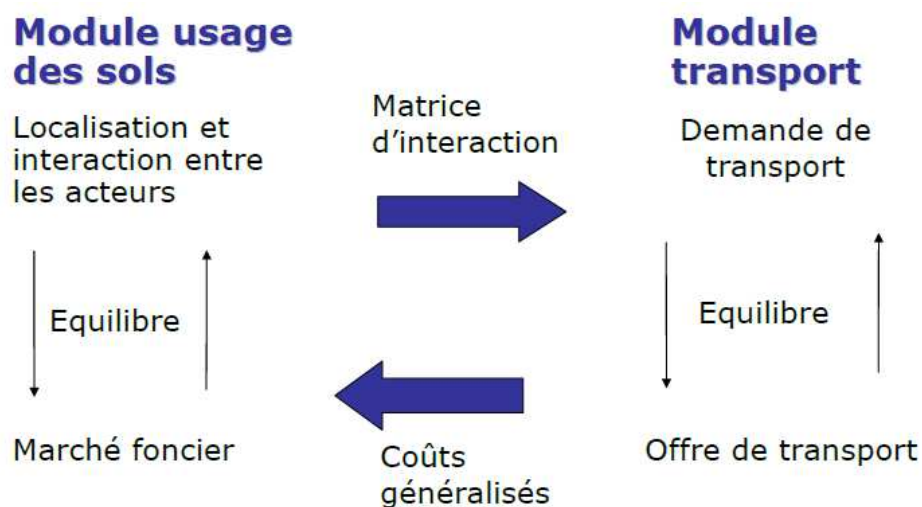 Module usage
des sols
Localisation et
interaction entre
les acteurs
Equilibre
Marché foncier
Matrice
d’interaction
Coûts
généralisés
Module
transport
Demande de
transport
Equilibre
Offre de transport